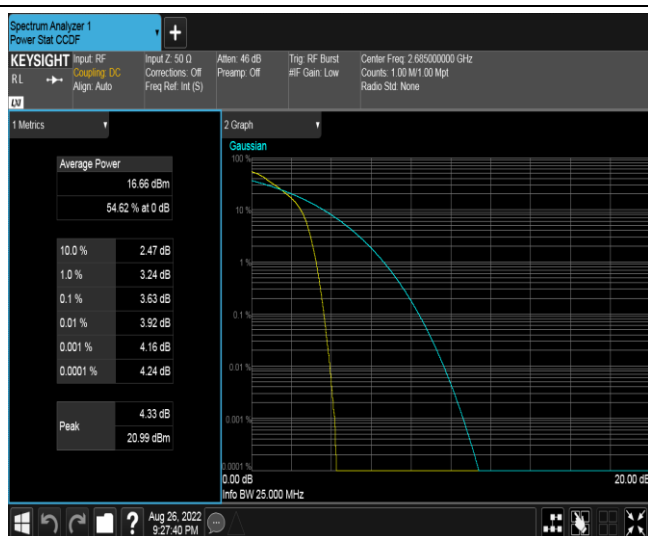 Spectrum Analyzer 1
Power Stat CCDF
+
KEYSIGHT
RL
LXI
Input: RF
Coupling: DC
Align: Auto
Input Z: 50 Ω
Corrections: Off
Freq Ref: Int (S)
Atten: 46 dB
Preamp: Off
Trig: RF Burst
#IF Gain: Low
Center Freq: 2.685000000 GHz
Counts: 1.00 M/1.00 Mpt
Radio Std: None
1 Metrics
Average Power
16.66 dBm
54.62 % at 0 dB
10.0 % 2.47 dB
1.0 % 3.24 dB
0.1 % 3.63 dB
0.01 % 3.92 dB
0.001 % 4.16 dB
0.0001 % 4.24 dB
Peak
4.33 dB
20.99 dBm
2 Graph
Gaussian
100 %
10 %
1 %
0.1 %
0.01 %
0.001 %
0.0001 %
0.00 dB
20.00 dB
Info BW 25.000 MHz
?
Aug 26, 2022
9:27:40 PM